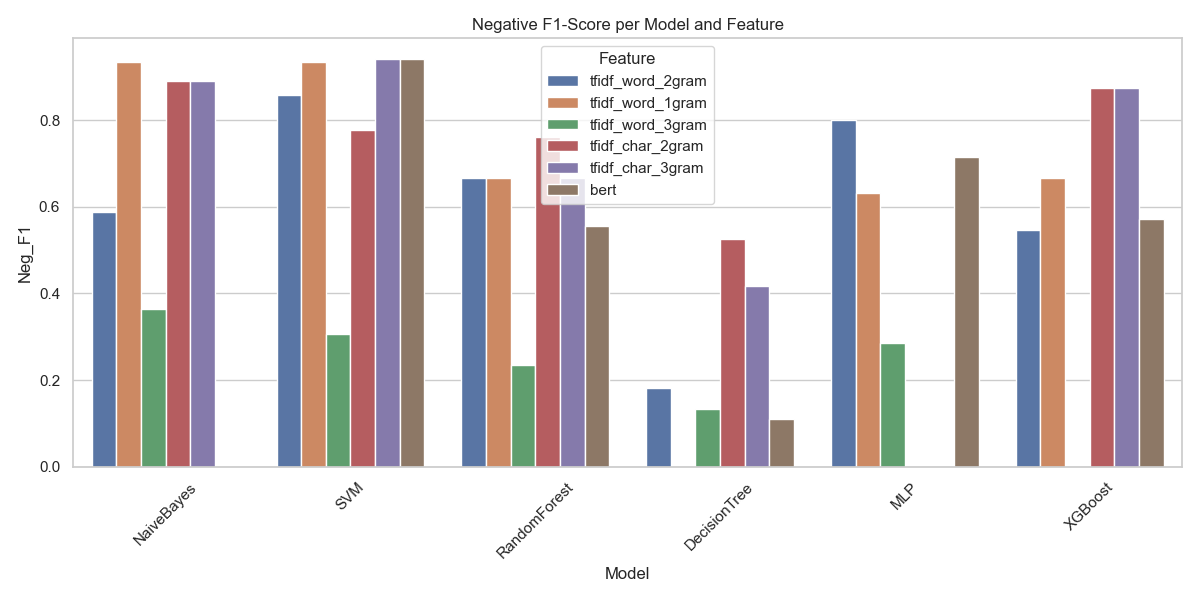 Negative F1-Score per Model and Feature
Feature
tfidf_word_2gram
tfidf_word_1gram
tfidf_word_3gram
tfidf_char_2gram
tfidf_char_3gram
bert
Neg_F1
0.8
0.6
0.4
0.2
0.0
NaiveBayes
SVM
RandomForest
DecisionTree
MLP
XGBoost
Model